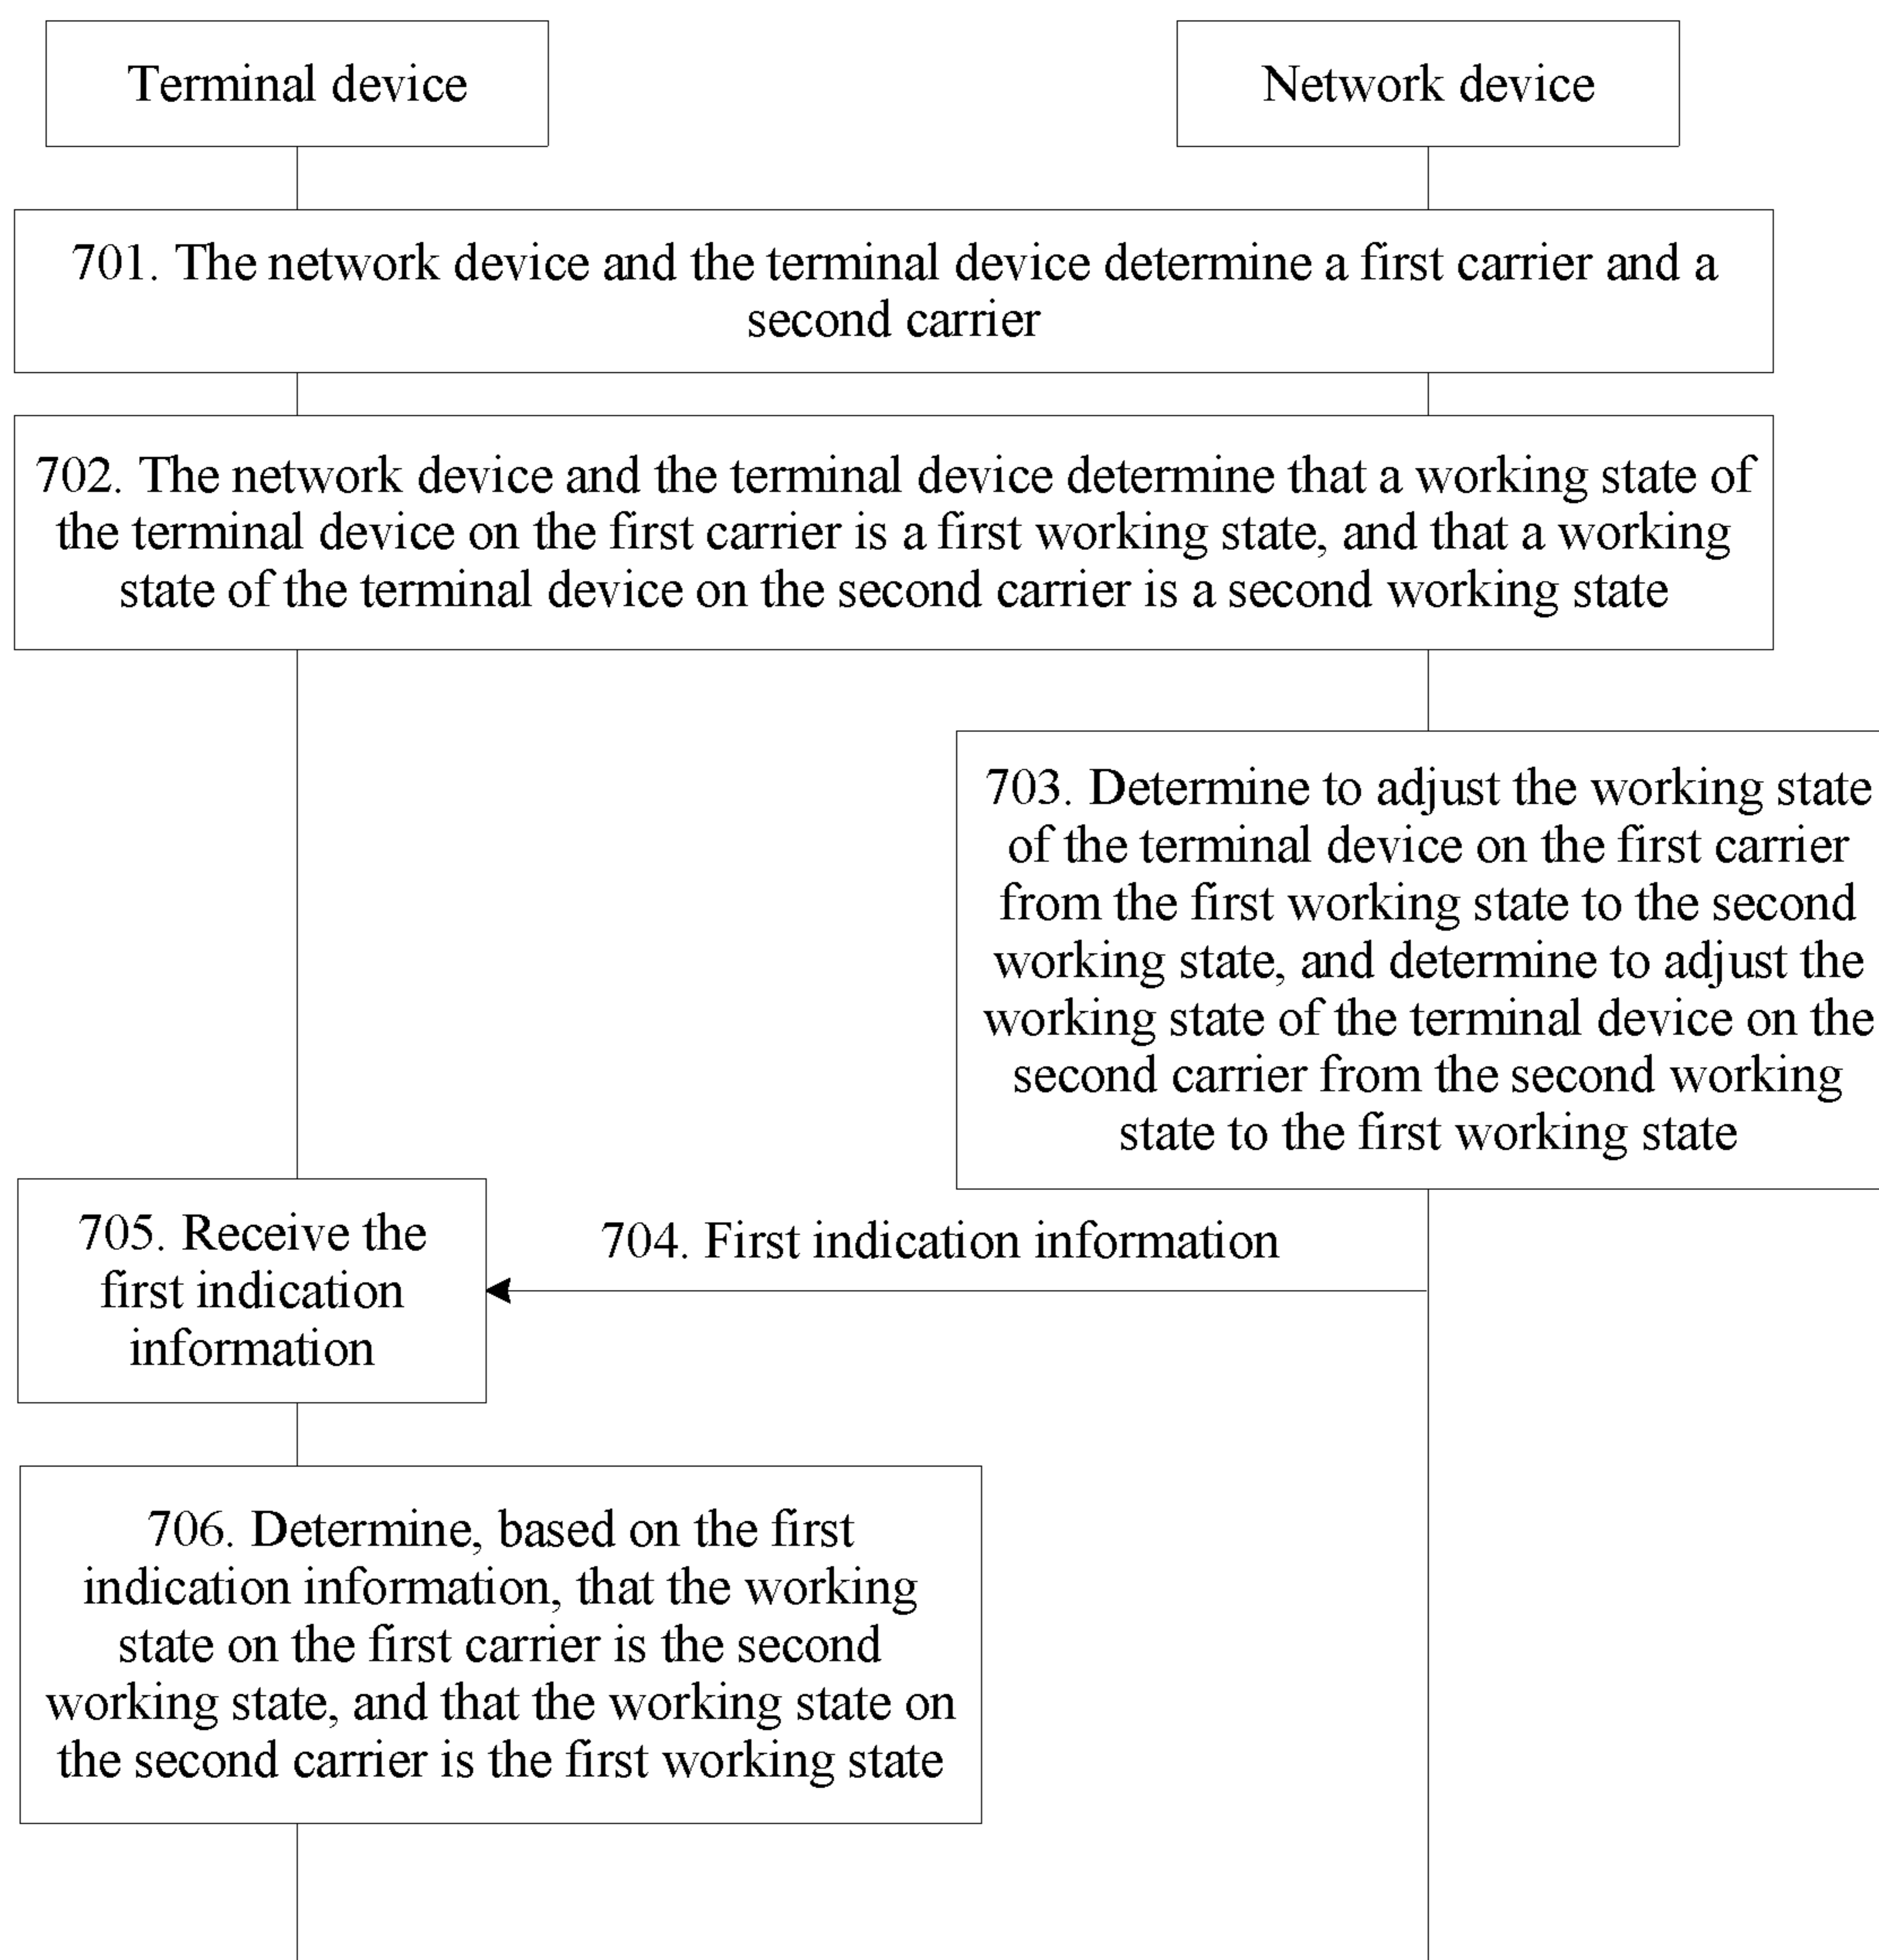 Terminal device
Network device
701. The network device and the terminal device determine a first carrier and a
second carrier
702. The network device and the terminal device determine that a working state of
the terminal device on the first carrier is a first working state, and that a working
state of the terminal device on the second carrier is a second working state
703. Determine to adjust the working state
of the terminal device on the first carrier
from the first working state to the second
working state, and determine to adjust the
working state of the terminal device on the
second carrier from the second working
state to the first working state
704. First indication information
705. Receive the
first indication
information
706. Determine, based on the first
indication information, that the working
state on the first carrier is the second
working state, and that the working state on
the second carrier is the first working state